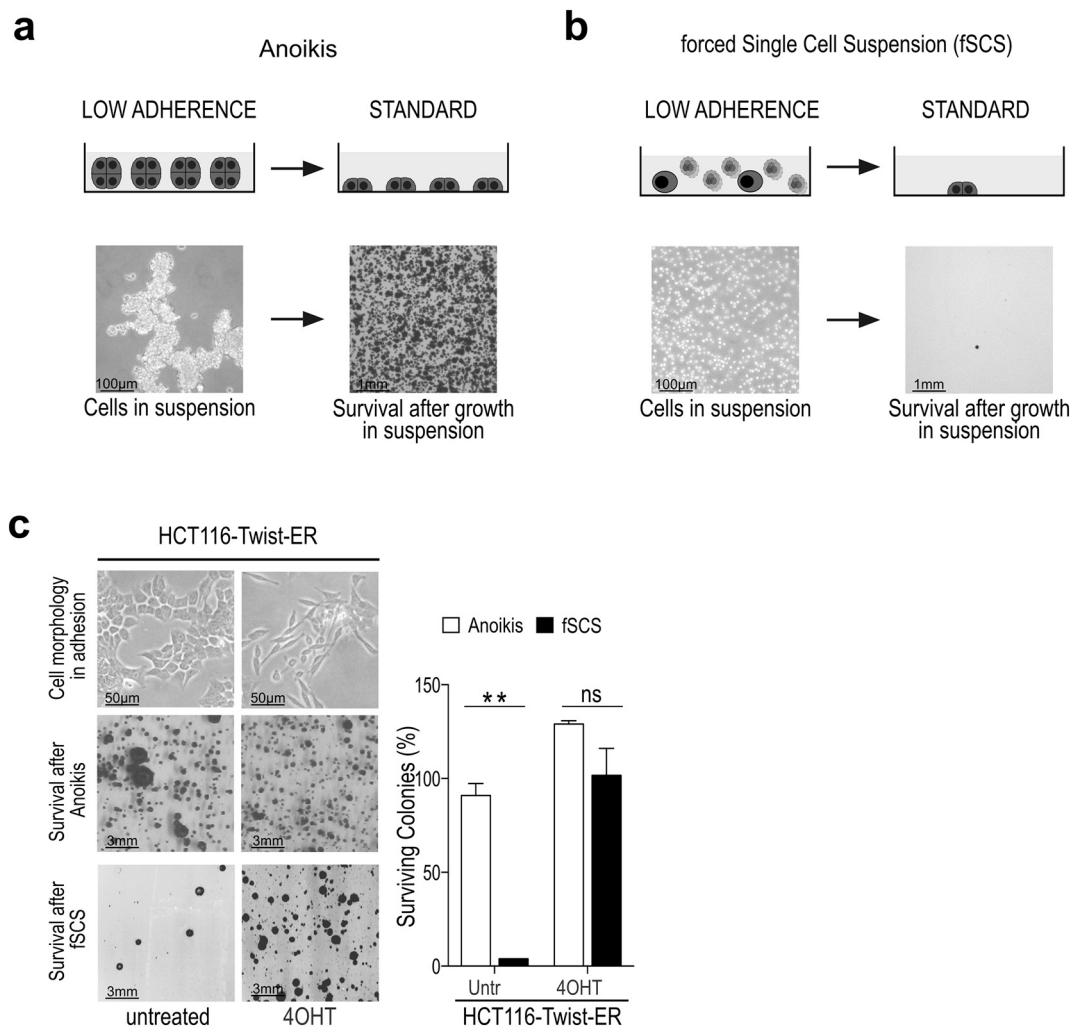 a
Anoikis
LOW ADHERENCE
STANDARD
100µm
1mm
Cells in suspension
Survival after growth
in suspension
b
forced Single Cell Suspension (fSCS)
LOW ADHERENCE
STANDARD
100µm
1mm
Cells in suspension
Survival after growth
in suspension
c
HCT116-Twist-ER
Cell morphology
in adhesion
50µm
50µm
Survival after
Anoikis
3mm
3mm
Survival after
fSCS
3mm
3mm
untreated
4OHT
Anoikis
fSCS
Surviving Colonies (%)
150
100
50
0
**
ns
Untr
4OHT
HCT116-Twist-ER